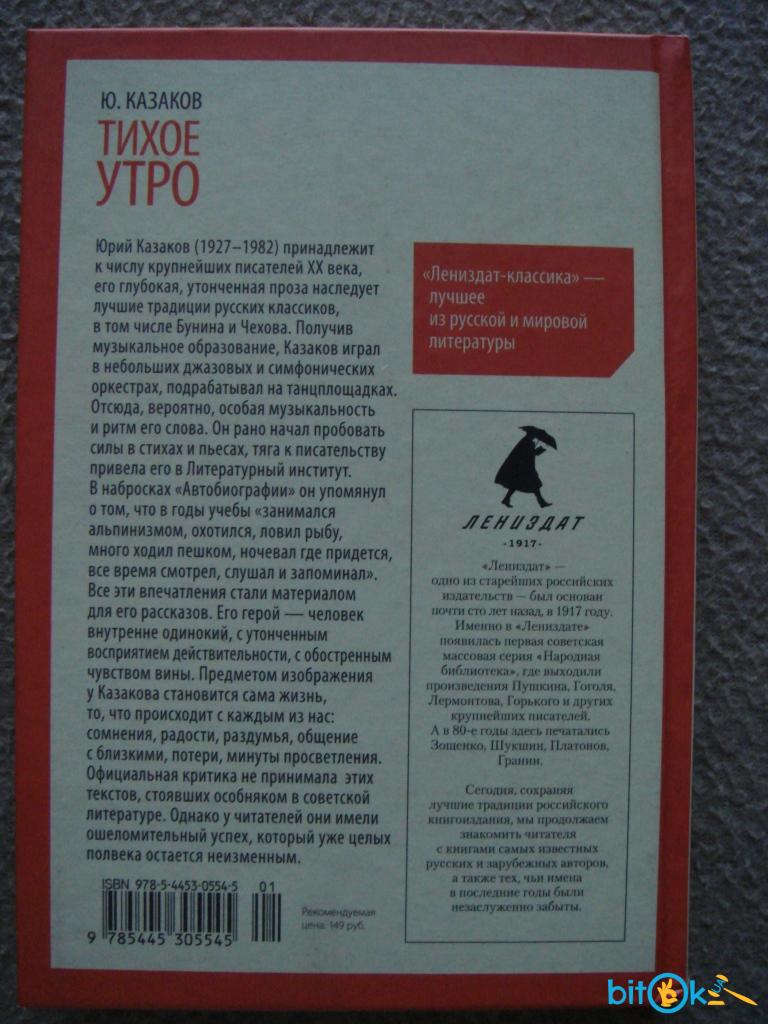 Ю. КАЗАКОВ
ТИХОЕ
УТРО
Юрий Казаков (1927–1982) принадлежит
к числу крупнейших писателей XX века,
его глубокая, утонченная проза наследует
лучшие традиции русских классиков,
в том числе Бунина и Чехова. Получив
музыкальное образование, Казаков играл
в небольших джазовых и симфонических
оркестрах, подрабатывал на танцплощадках.
Отсюда, вероятно, особая музыкальность
и ритм его слова. Он рано начал пробовать
силы в стихах и пьесах, тяга к писательству
привела его в Литературный институт.
В набросках «Автобиографии» он упомянул
о том, что в годы учебы «занимался
альпинизмом, охотился, ловил рыбу,
много ходил пешком, ночевал где придется,
все время смотрел, слушал и запоминал».
Все эти впечатления стали материалом
для его рассказов. Его герой — человек
внутренне одинокий, с утонченным
восприятием действительности, с обостренным
чувством вины. Предметом изображения
у Казакова становится сама жизнь,
то, что происходит с каждым из нас:
сомнения, радости, раздумья, общение
с близкими, потери, минуты просветления.
Официальная критика не принимала этих
текстов, стоявших особняком в советской
литературе. Однако у читателей они имели
ошеломительный успех, который уже целых
полвека остается неизменным.
ISBN 978-5-4453-0554-5
01
9 785445 305545
Рекомендуемая
цена: 149 руб.
«Лениздат-классика» —
лучшее
из русской и мировой
литературы
ЛЕНИЗДАТ
-1917-
«Лениздат» —
одно из старейших российских
издательств — был основан
почти сто лет назад, в 1917 году.
Именно в «Лениздате»
появилась первая советская
массовая серия «Народная
библиотека», где выходили
произведения Пушкина, Гоголя,
Лермонтова, Горького и других
крупнейших писателей.
А в 80-е годы здесь печатались
Зощенко, Шукшин, Платонов,
Гранин.
Сегодня, сохраняя
лучшие традиции российского
книгоиздания, мы продолжаем
знакомить читателя
с книгами самых известных
русских и зарубежных авторов,
а также тех, чьи имена
в последние годы были
незаслуженно забыты.
bitOk UA